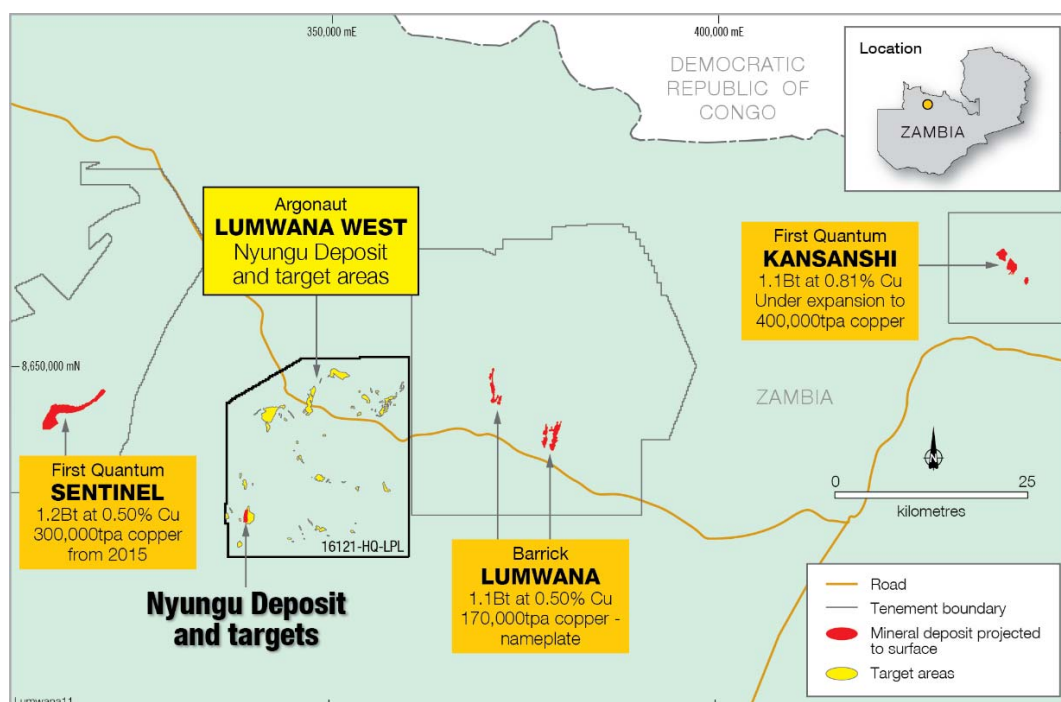 350,000 mE
400,000 mE
DEMOCRATIC
REPUBLIC OF
CONGO
Location
ZAMBIA
Argonaut
LUMWANA WEST
Nyungu Deposit
and target areas
First Quantum
KANSANSHI
1.1Bt at 0.81% Cu
Under expansion to
400,000tpa copper
8,650,000 mN
ZAMBIA
First Quantum
SENTINEL
1.2Bt at 0.50% Cu
300,000tpa copper
from 2015
16121-HQ-LPL
Nyungu Deposit
and targets
Barrick
LUMWANA
1.1Bt at 0.50% Cu
170,000tpa copper -
nameplate
N
0
25
kilometres
Road
Tenement boundary
Mineral deposit projected
to surface
Target areas
Lumwana11